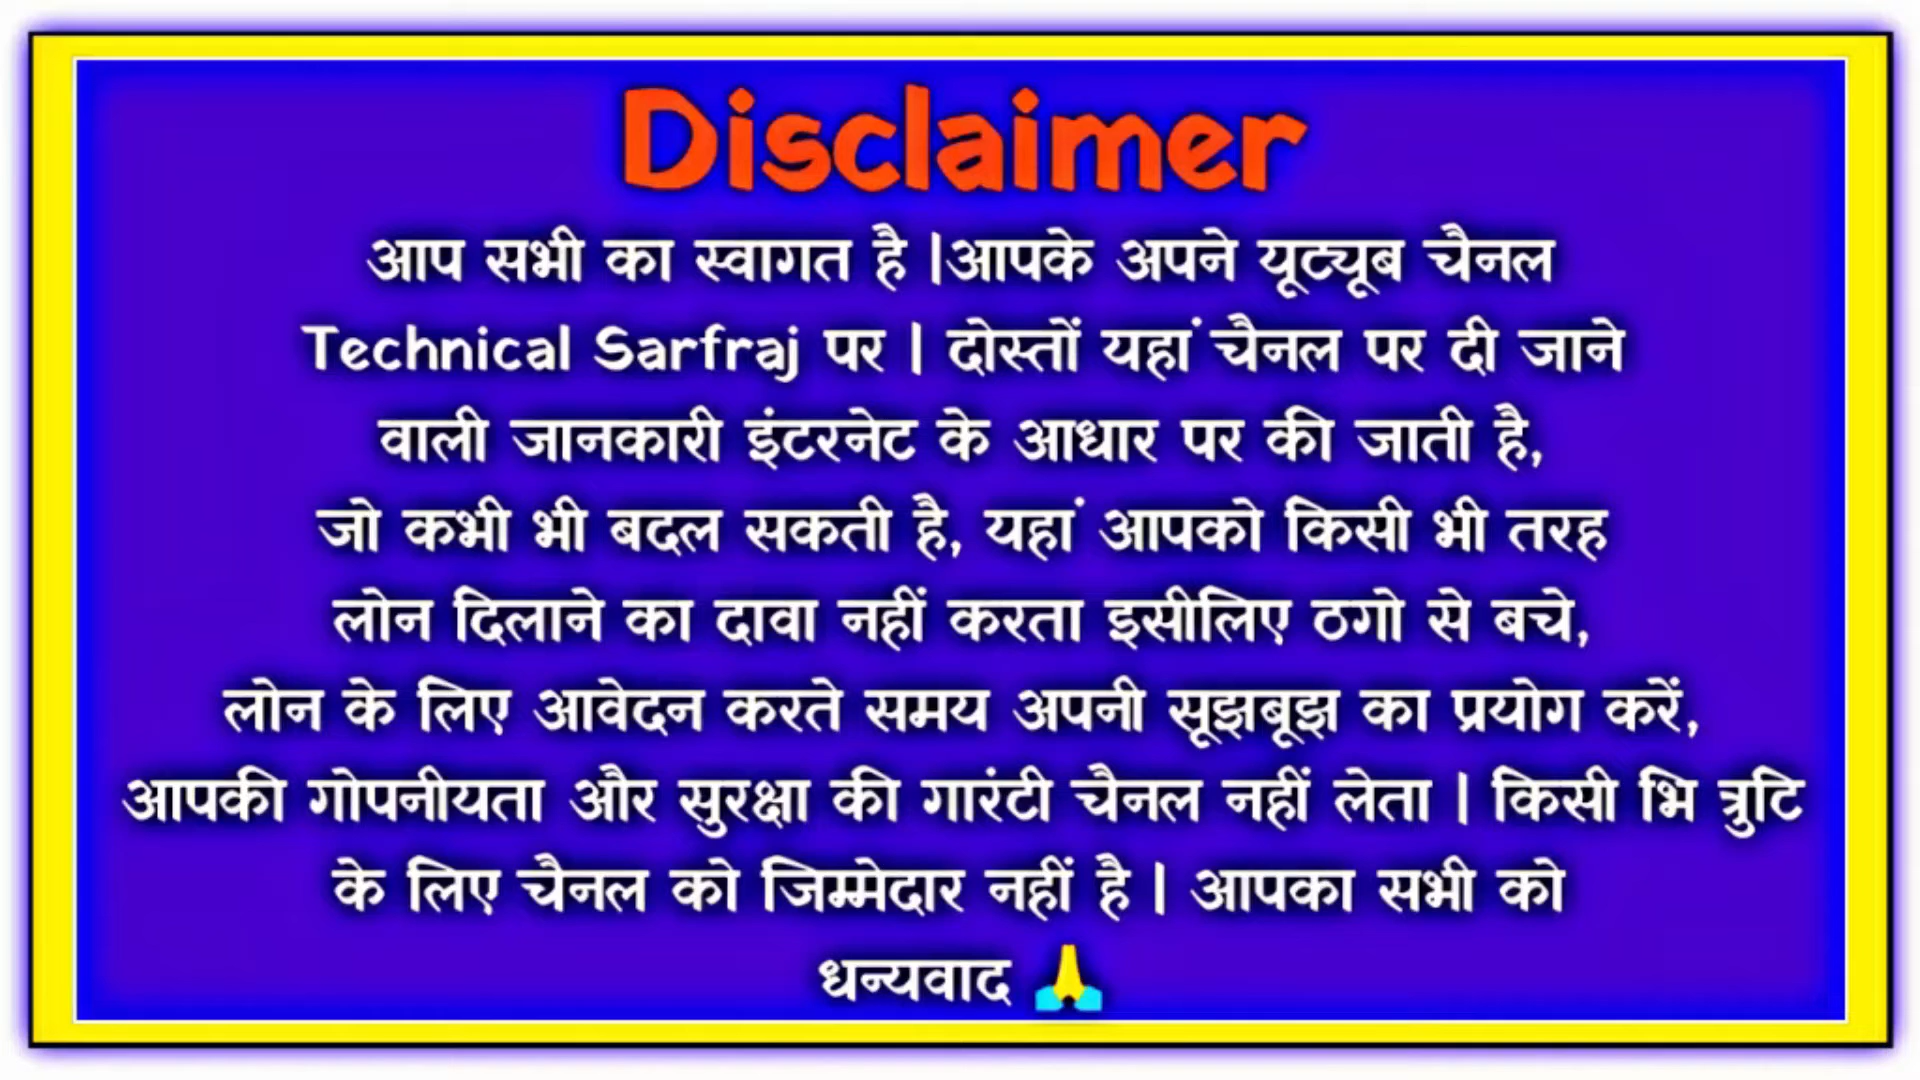 Disclaimer
आप सभी का स्वागत है |आपके अपने यूट्यूब चैनल
Technical Sarfraj पर | दोस्तों यहां चैनल पर दी जाने
वाली जानकारी इंटरनेट के आधार पर की जाती है,
जो कभी भी बदल सकती है, यहां आपको किसी भी तरह
लोन दिलाने का दावा नहीं करता इसीलिए ठगो से बचे,
लोन के लिए आवेदन करते समय अपनी सूझबूझ का प्रयोग करें,
आपकी गोपनीयता और सुरक्षा की गारंटी चैनल नहीं लेता | किसी भि त्रुटि
के लिए चैनल को जिम्मेदार नहीं है | आपका सभी को
धन्यवाद 🙏